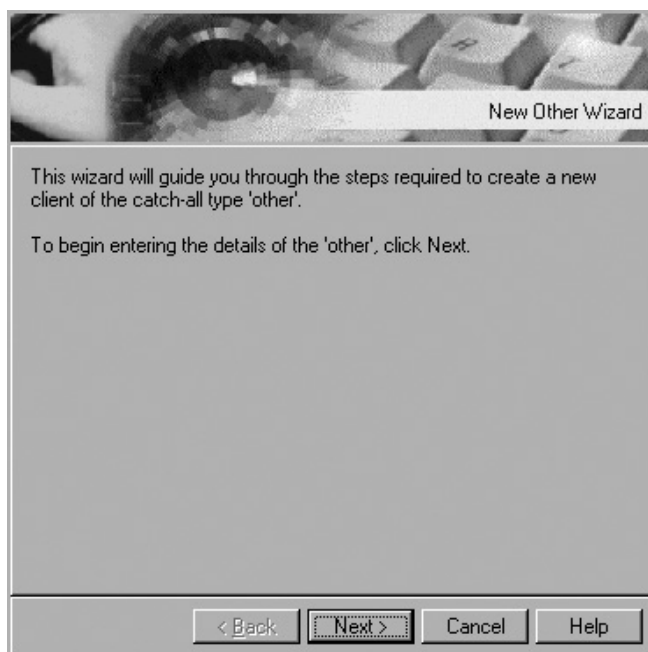 New Other Wizard
This wizard will guide you through the steps required to create a new
client of the catch-all type 'other'.
To begin entering the details of the 'other', click Next.
< Back
Next >
Cancel
Help